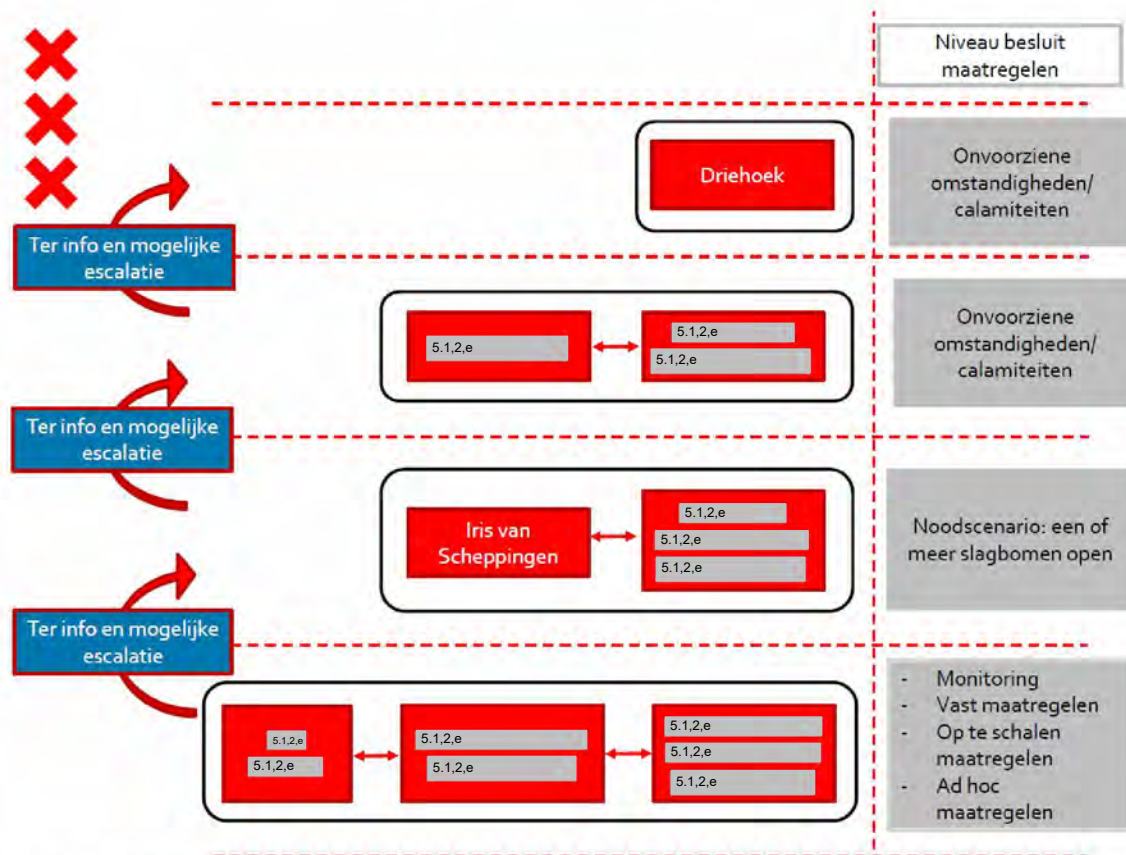 Niveau besluit
maatregelen
Driehoek
Onvoorziene
omstandigheden/
calamiteiten
Ter info en mogelijke
escalatie
5.1,2,e
5.1,2,e
5.1,2,e
Onvoorziene
omstandigheden/
calamiteiten
Ter info en mogelijke
escalatie
Iris van
Scheppingen
5.1,2,e
5.1,2,e
5.1,2,e
Noodscenario: een of
meer slagbomen open
Ter info en mogelijke
escalatie
5.1,2,e
5.1,2,e
5.1,2,e
5.1,2,e
5.1,2,e
5.1,2,e
5.1,2,e
- Monitoring
- Vast maatregelen
- Op te schalen
maatregelen
- Ad hoc
maatregelen